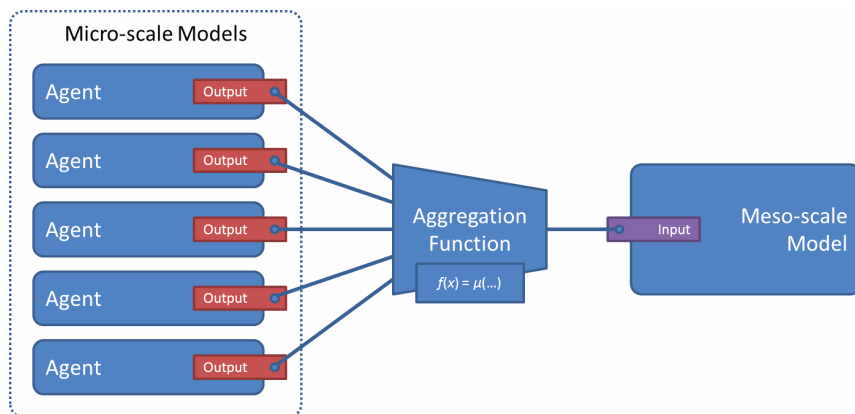 Micro-scale Models
Agent Output
Agent Output
Agent Output
Agent Output
Agent Output
Aggregation
Function
f(x) = μ(...)
Input
Meso-scale
Model